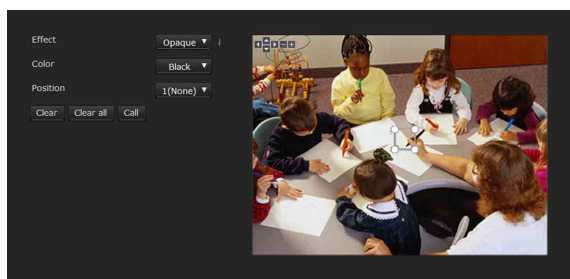 Effect
Opaque ▼ ↓
Color
Black ▼
Position
1(None) ▼
Clear Clear all Call